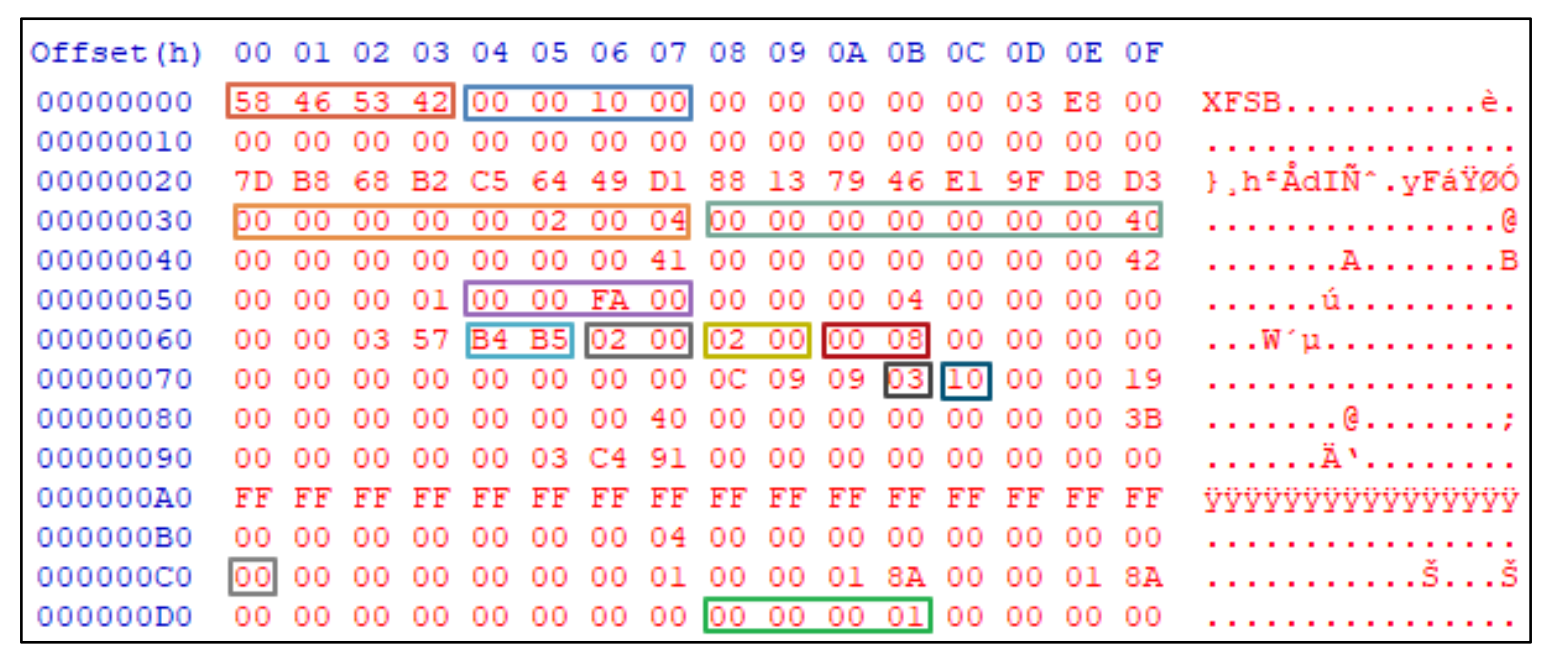 Offset(h) 00 01 02 03 04 05 06 07 08 09 0A 0B 0C 0D 0E 0F
00000000 58 46 53 42 00 00 10 00 00 00 00 00 00 03 E8 00 XFSB..........è.
00000010 00 00 00 00 00 00 00 00 00 00 00 00 00 00 00 00 ................
00000020 7D B8 68 B2 C5 64 49 D1 88 13 79 46 E1 9F D8 D3 }¸h²ÅdIÑˆ.yFáŸØÓ
00000030 00 00 00 00 00 02 00 04 00 00 00 00 00 00 00 40 ...............@
00000040 00 00 00 00 00 00 00 41 00 00 00 00 00 00 00 42 .......A.......B
00000050 00 00 00 01 00 00 FA 00 00 00 00 04 00 00 00 00 ......ú.........
00000060 00 00 03 57 B4 B5 02 00 02 00 00 08 00 00 00 00 ...W´µ..........
00000070 00 00 00 00 00 00 00 00 0C 09 09 03 10 00 00 19 ................
00000080 00 00 00 00 00 00 00 40 00 00 00 00 00 00 00 3B .......@.......;
00000090 00 00 00 00 00 03 C4 91 00 00 00 00 00 00 00 00 ......Ä‘........
000000A0 FF FF FF FF FF FF FF FF FF FF FF FF FF FF FF FF ÿÿÿÿÿÿÿÿÿÿÿÿÿÿÿÿ
000000B0 00 00 00 00 00 00 00 04 00 00 00 00 00 00 00 00 ................
000000C0 00 00 00 00 00 00 00 01 00 00 01 8A 00 00 01 8A ...........Š...Š
000000D0 00 00 00 00 00 00 00 00 00 00 00 01 00 00 00 00 ................